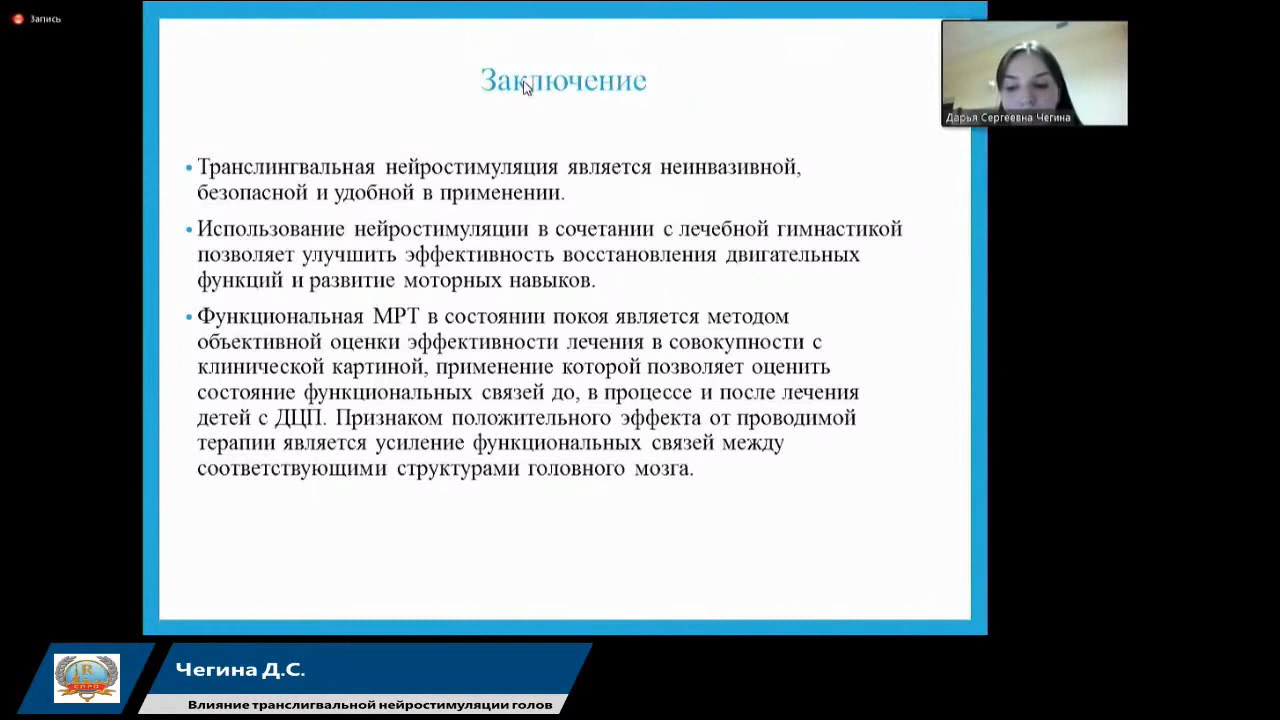 Запись
Заключение
• Транслингвальная нейростимуляция является неинвазивной,
безопасной и удобной в применении.
• Использование нейростимуляции в сочетании с лечебной гимнастикой
позволяет улучшить эффективность восстановления двигательных
функций и развитие моторных навыков.
• Функциональная МРТ в состоянии покоя является методом
объективной оценки эффективности лечения в совокупности с
клинической картиной, применение которой позволяет оценить
состояние функциональных связей до, в процессе и после лечения
детей с ДЦП. Признаком положительного эффекта от проводимой
терапии является усиление функциональных связей между
соответствующими структурами головного мозга.
Дарья Сергеевна Чегина
R
СПРО
Чегина Д.С.
Влияние транслигвальной нейростимуляции голов